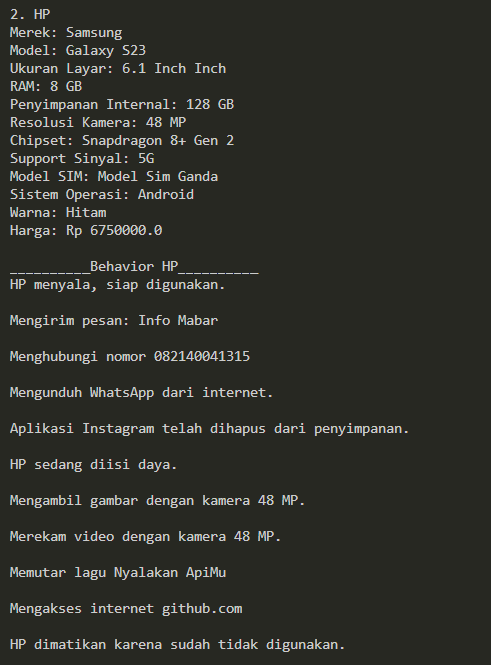 2. HP
Merek: Samsung
Model: Galaxy S23
Ukuran Layar: 6.1 Inch Inch
RAM: 8 GB
Penyimpanan Internal: 128 GB
Resolusi Kamera: 48 MP
Chipset: Snapdragon 8+ Gen 2
Support Sinyal: 5G
Model SIM: Model Sim Ganda
Sistem Operasi: Android
Warna: Hitam
Harga: Rp 6750000.0
__________Behavior HP__________
HP menyala, siap digunakan.
Mengirim pesan: Info Mabar
Menghubungi nomor 082140041315
Mengunduh WhatsApp dari internet.
Aplikasi Instagram telah dihapus dari penyimpanan.
HP sedang diisi daya.
Mengambil gambar dengan kamera 48 MP.
Merekam video dengan kamera 48 MP.
Memutar lagu Nyalakan ApiMu
Mengakses internet github.com
HP dimatikan karena sudah tidak digunakan.